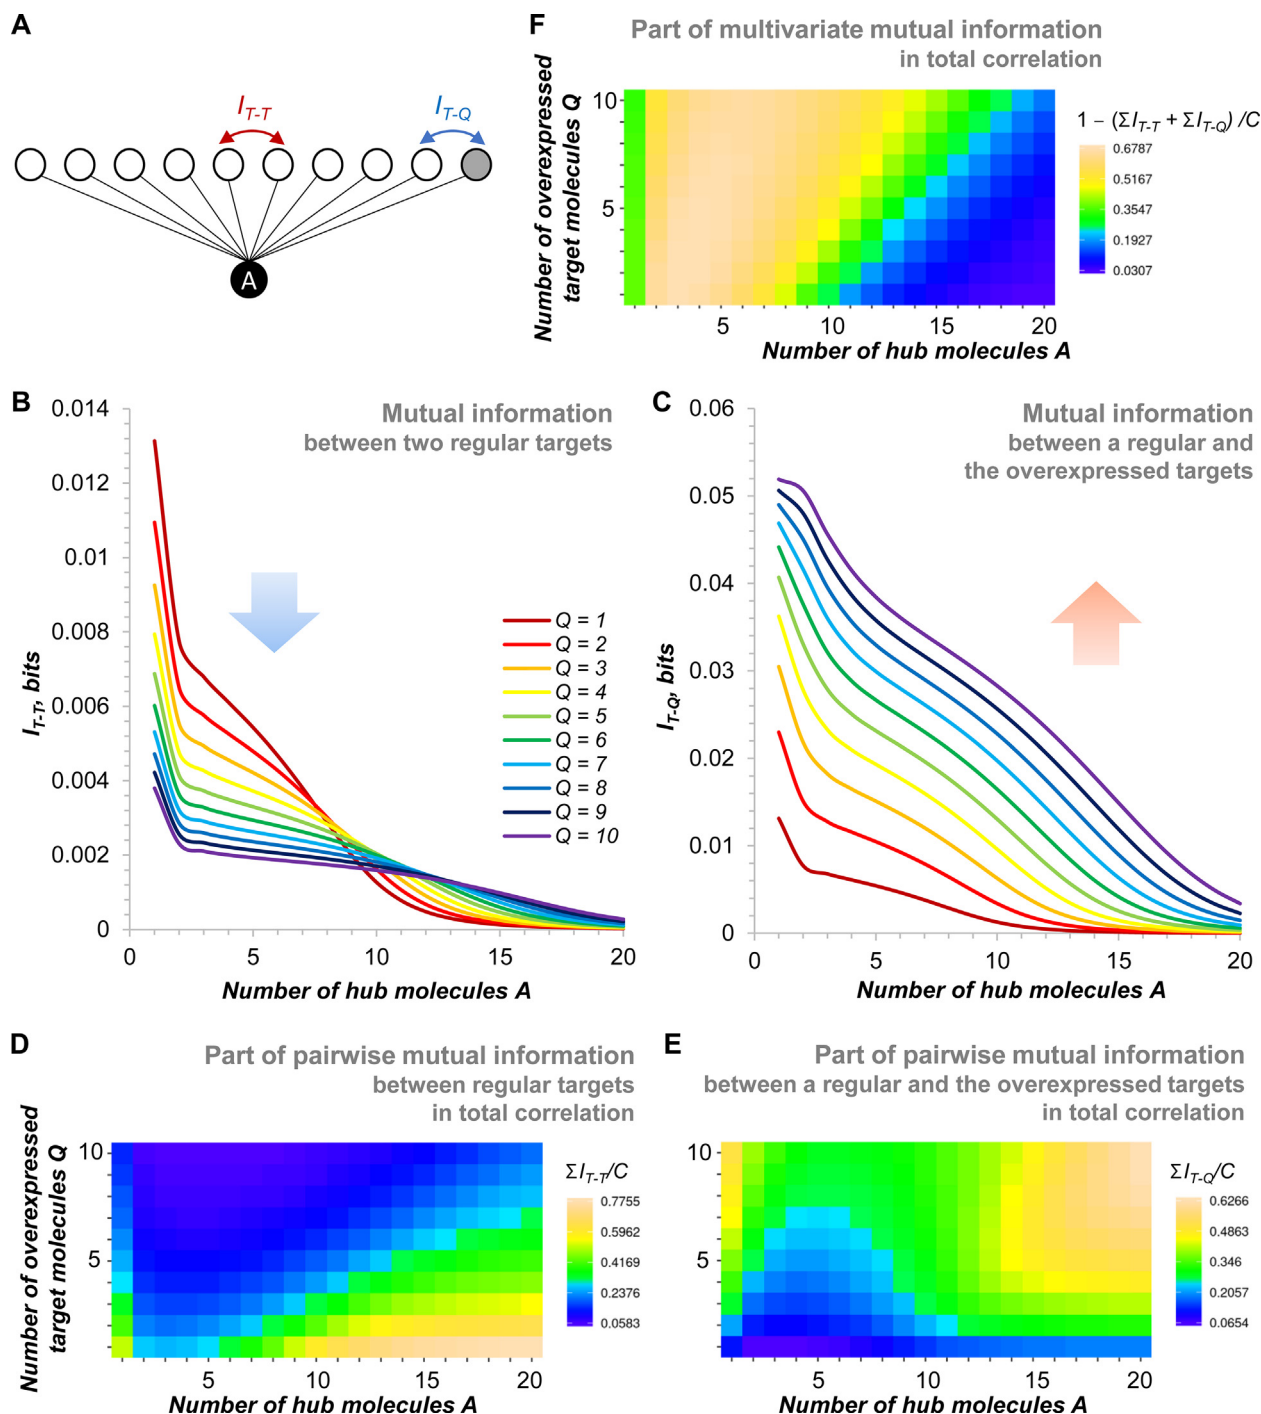 A
I_T-T
I_T-Q
A
F
Part of multivariate mutual information
in total correlation
Number of overexpressed
target molecules Q
10
5
5
10
15
20
Number of hub molecules A
1 − (Σ I_T-T + Σ I_T-Q) /C
0.6787
0.5167
0.3547
0.1927
0.0307
B
Mutual information
between two regular targets
I_T-T, bits
0.014
0.012
0.01
0.008
0.006
0.004
0.002
0
0
5
10
15
20
Number of hub molecules A
Q = 1
Q = 2
Q = 3
Q = 4
Q = 5
Q = 6
Q = 7
Q = 8
Q = 9
Q = 10
C
Mutual information
between a regular and
the overexpressed targets
I_T-Q, bits
0.06
0.05
0.04
0.03
0.02
0.01
0
0
5
10
15
20
Number of hub molecules A
D
Part of pairwise mutual information
between regular targets
in total correlation
Number of overexpressed
target molecules Q
10
5
5
10
15
20
Number of hub molecules A
Σ I_T-T/C
0.7755
0.5962
0.4169
0.2376
0.0583
E
Part of pairwise mutual information
between a regular and the overexpressed targets
in total correlation
10
5
5
10
15
20
Number of hub molecules A
Σ I_T-Q/C
0.6266
0.4863
0.346
0.2057
0.0654